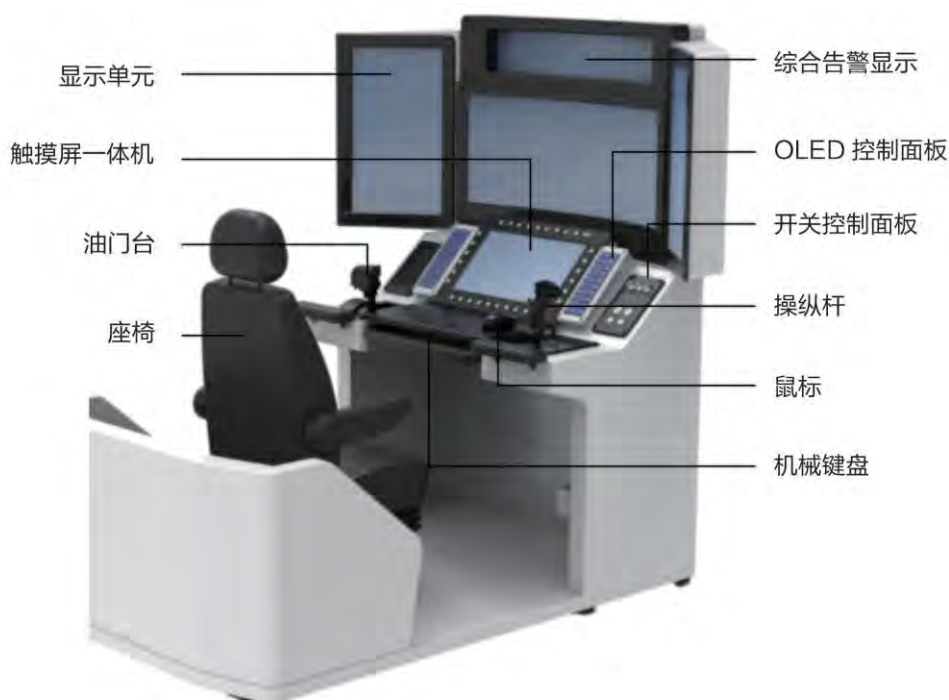 显示单元
触摸屏一体机
油门台
座椅
综合告警显示
OLED 控制面板
开关控制面板
操纵杆
鼠标
机械键盘